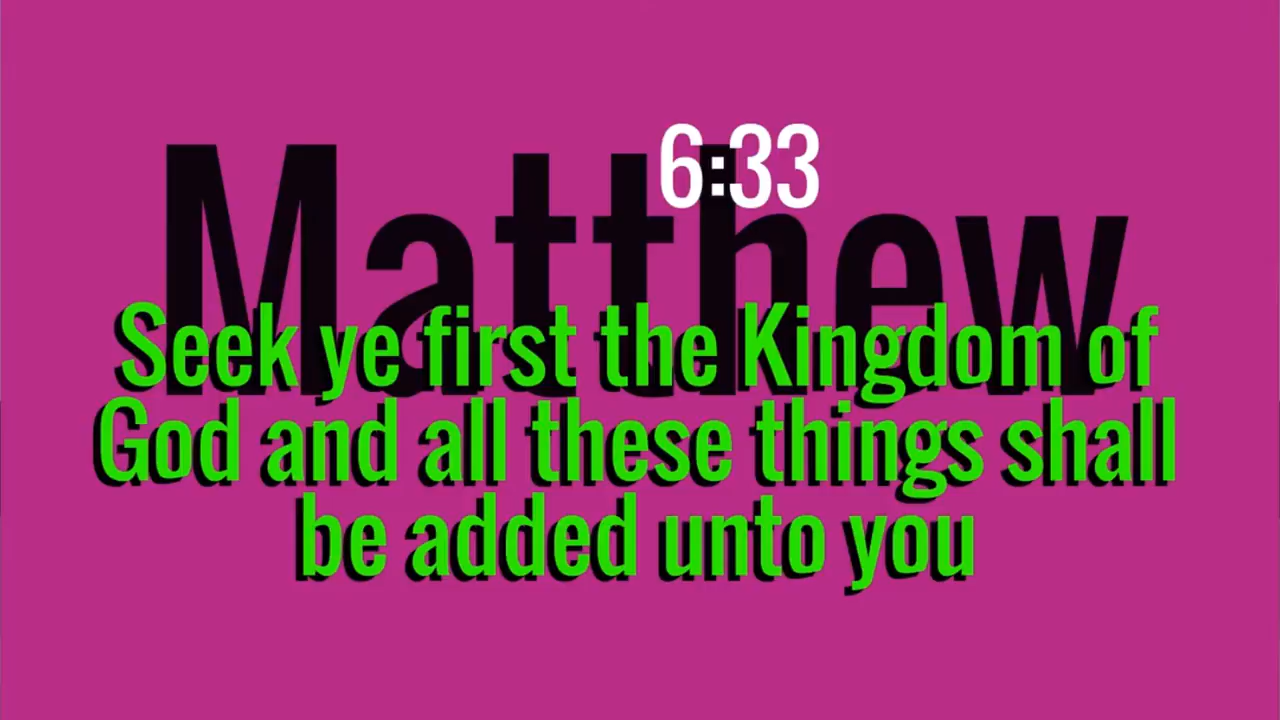 6:33
Matthew
Seek ye first the Kingdom of
God and all these things shall
be added unto you